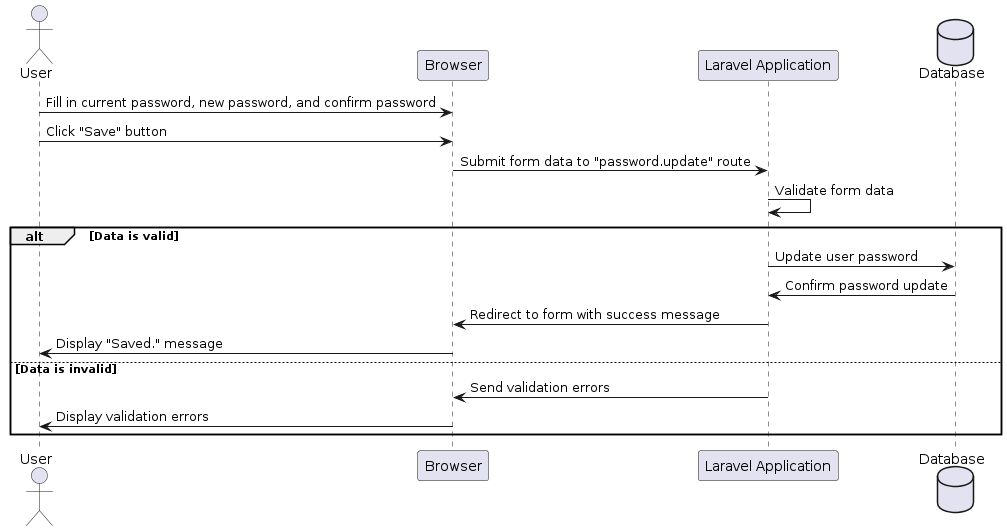 User
Browser
Laravel Application
Database
Fill in current password, new password, and confirm password
Click "Save" button
Submit form data to "password.update" route
Validate form data
alt [Data is valid]
Update user password
Confirm password update
Redirect to form with success message
Display "Saved." message
[Data is invalid]
Send validation errors
Display validation errors
User
Browser
Laravel Application
Database